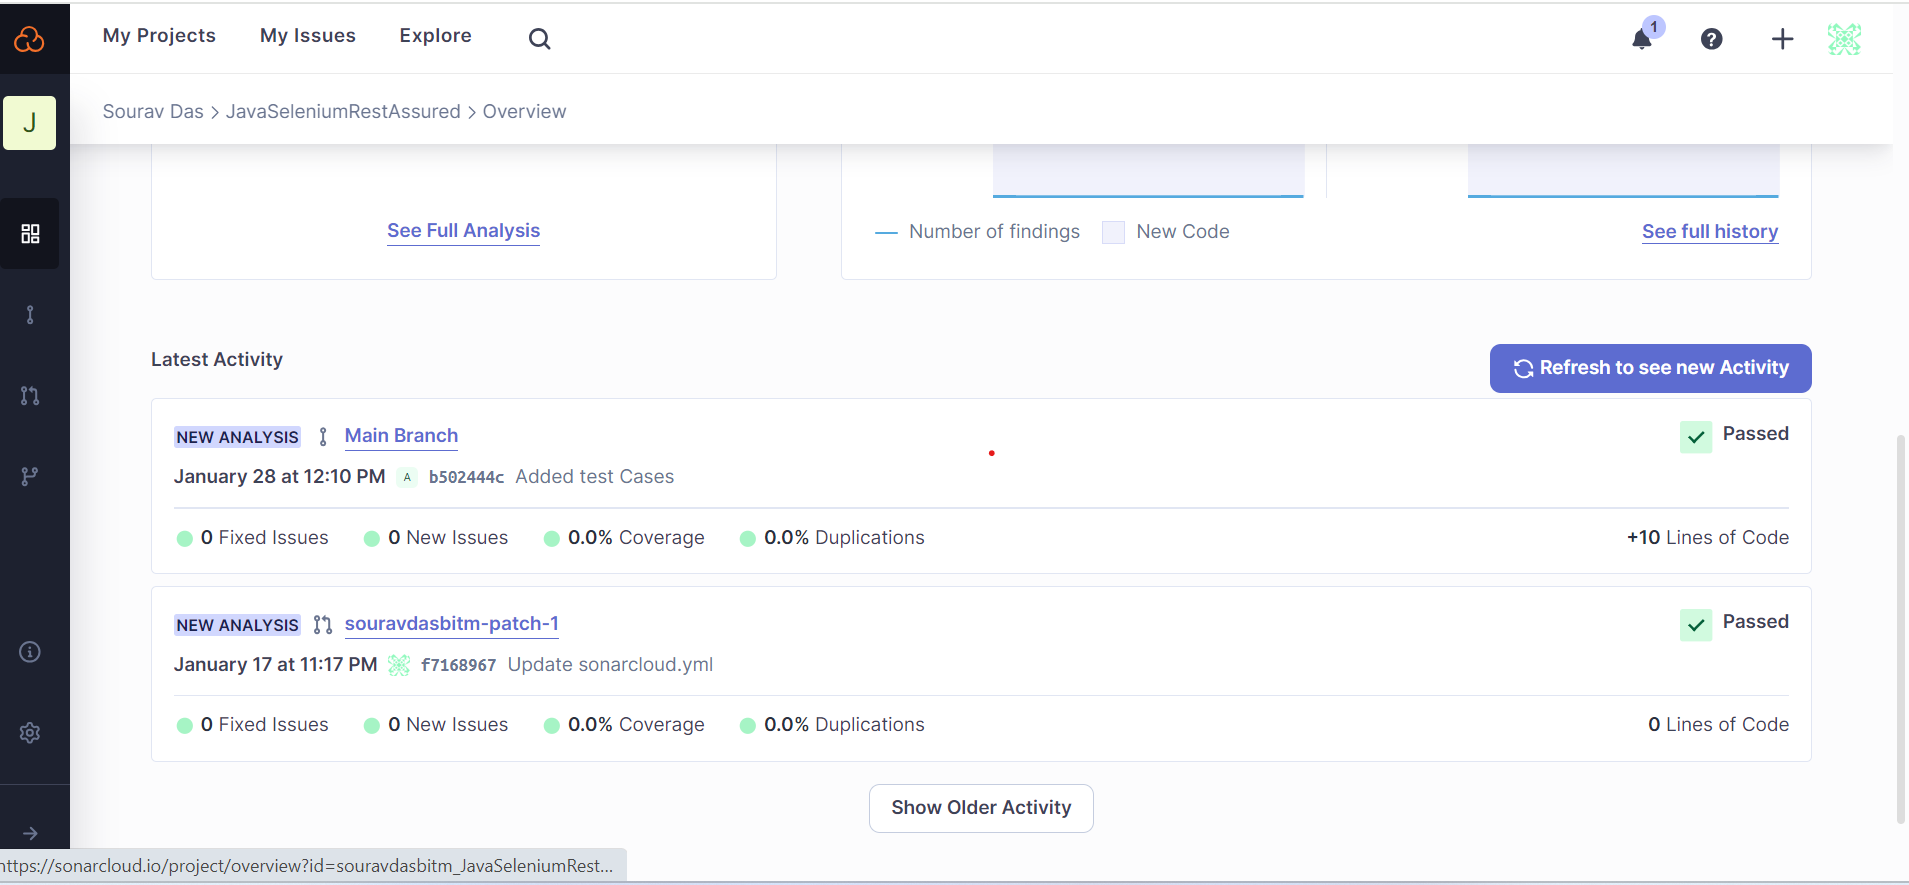 My Projects My Issues Explore 1
J
Sourav Das > JavaSeleniumRestAssured > Overview
See Full Analysis
Number of findings New Code See full history
Latest Activity
Refresh to see new Activity
NEW ANALYSIS Main Branch Passed
January 28 at 12:10 PM A b502444c Added test Cases
0 Fixed Issues 0 New Issues 0.0% Coverage 0.0% Duplications +10 Lines of Code
NEW ANALYSIS souravdasbitm-patch-1 Passed
January 17 at 11:17 PM f7168967 Update sonarcloud.yml
0 Fixed Issues 0 New Issues 0.0% Coverage 0.0% Duplications 0 Lines of Code
Show Older Activity
https://sonarcloud.io/project/overview?id=souravdasbitm_JavaSeleniumRest...